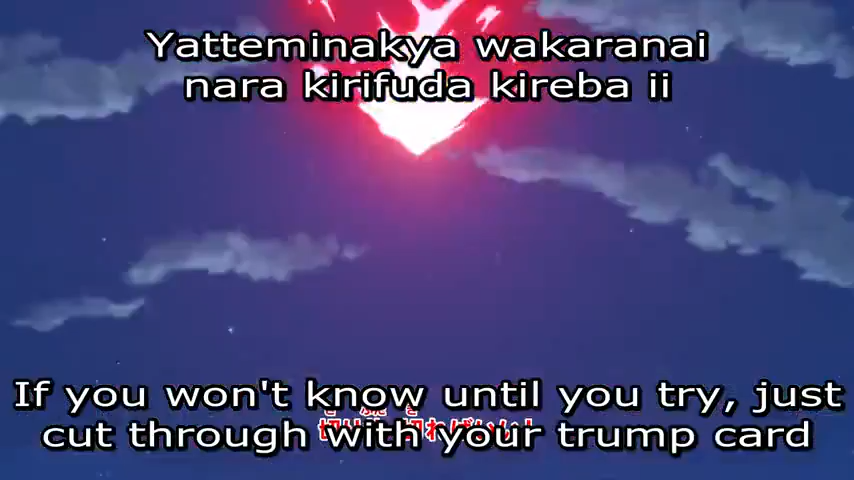 Yatteminakya wakaranai
nara kirifuda kireba ii
If you won't know until you try, just
cut through with your trump card